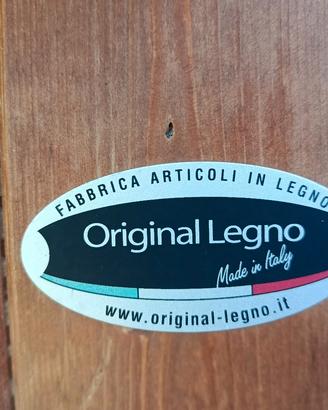 FABBRICA ARTICOLI IN LEGNO
Original Legno
Made in Italy
www.original-legno.it